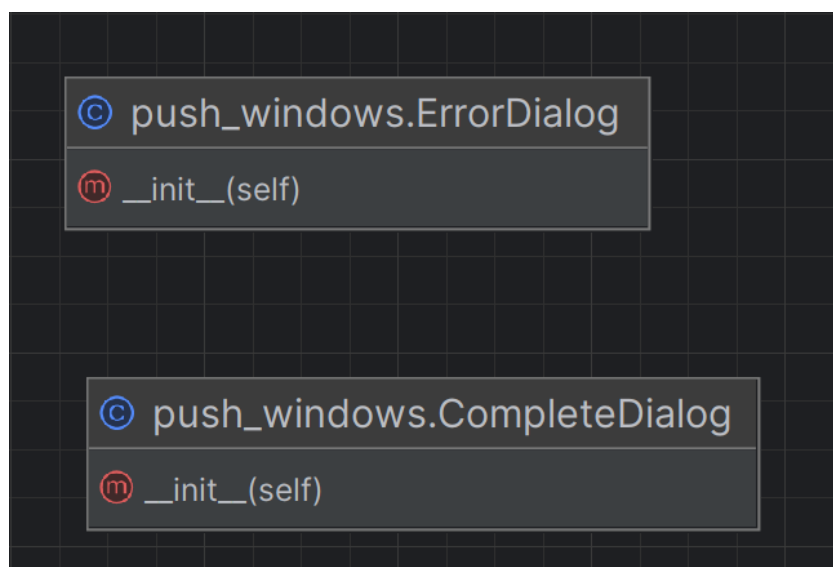 © push_windows.ErrorDialog
m __init__(self)
© push_windows.CompleteDialog
m __init__(self)